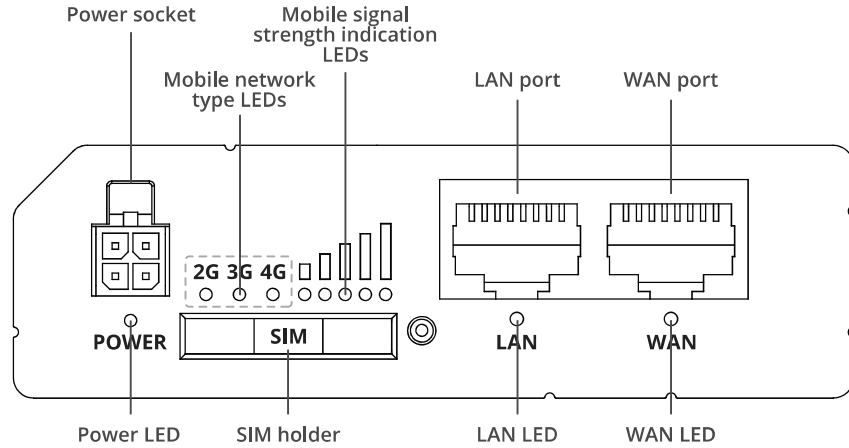 Power socket
Mobile signal
strength indication
LEDs
Mobile network
type LEDs
LAN port
WAN port
2G 3G 4G
POWER
SIM
LAN
WAN
Power LED
SIM holder
LAN LED
WAN LED